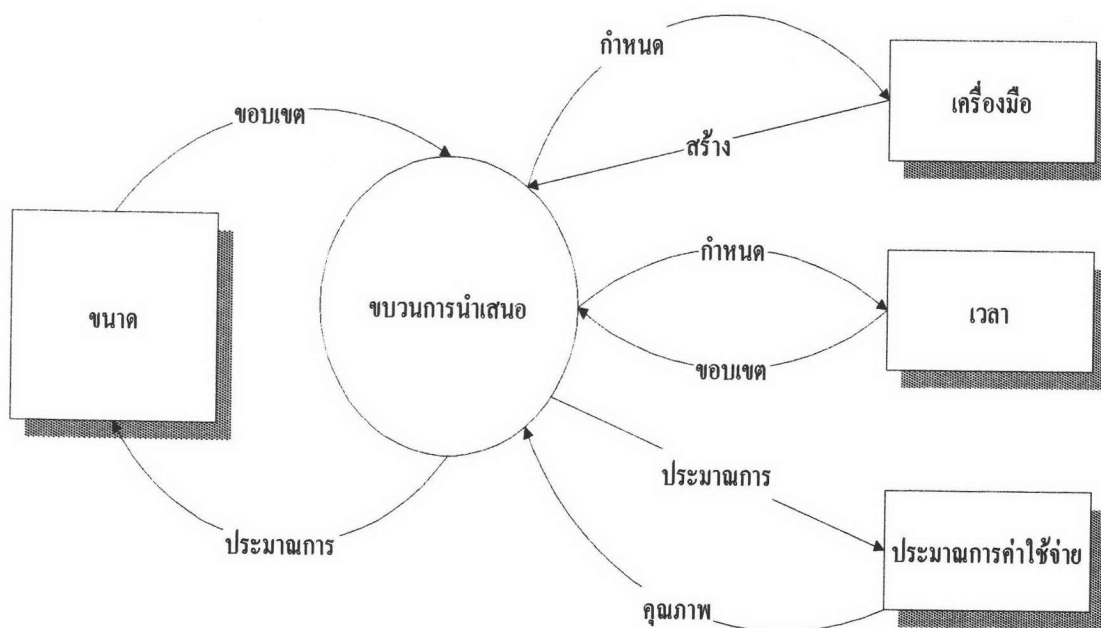 กำหนด
เครื่องมือ
ขอบเขต
สร้าง
กำหนด
ขนาด
ขบวนการนำเสนอ
เวลา
ขอบเขต
ประมาณการ
ประมาณการ
ประมาณการค่าใช้จ่าย
คุณภาพ